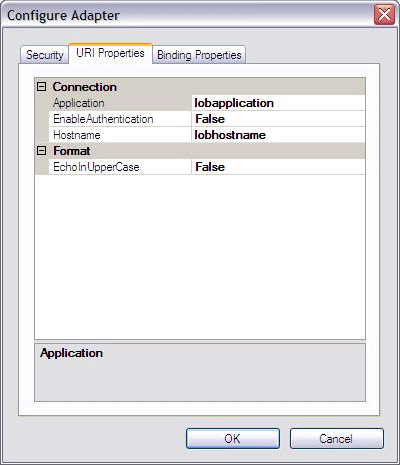 Configure Adapter
Security URI Properties Binding Properties
Connection
Application lobapplication
EnableAuthentication False
Hostname lobhostname
Format
EchoInUpperCase False
Application
OK Cancel